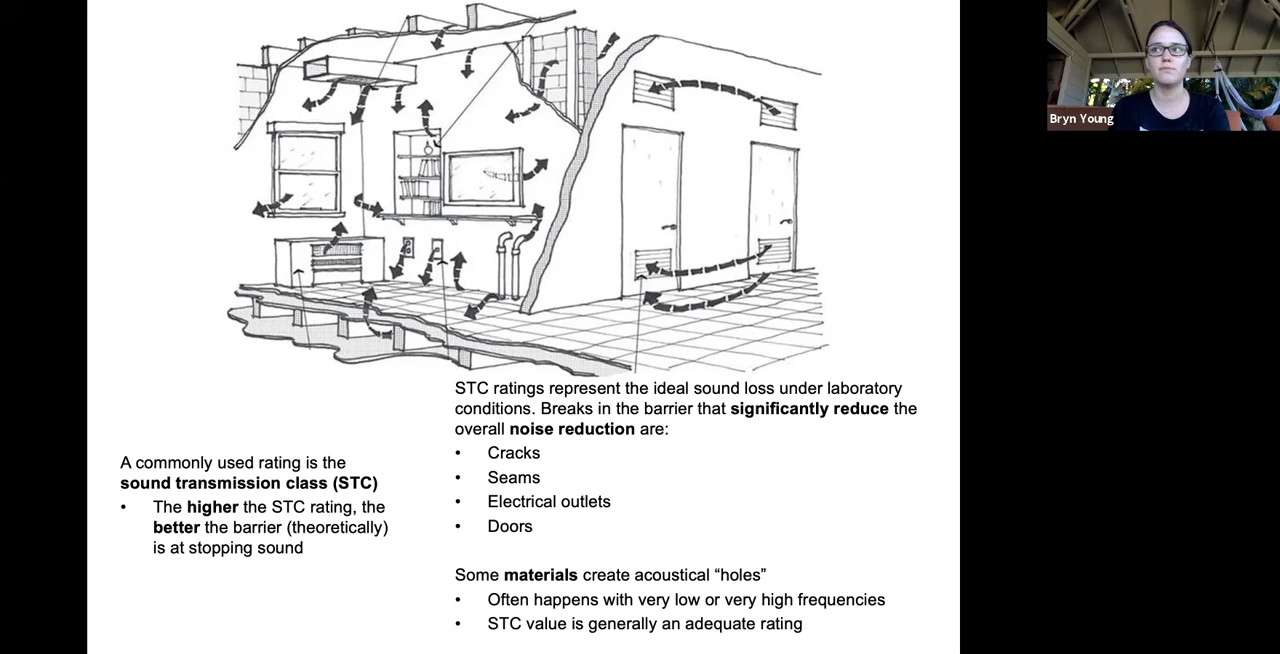 Bryn Young
STC ratings represent the ideal sound loss under laboratory
conditions. Breaks in the barrier that significantly reduce the
overall noise reduction are:
• Cracks
• Seams
• Electrical outlets
• Doors
A commonly used rating is the
sound transmission class (STC)
• The higher the STC rating, the
better the barrier (theoretically)
is at stopping sound
Some materials create acoustical “holes”
• Often happens with very low or very high frequencies
• STC value is generally an adequate rating